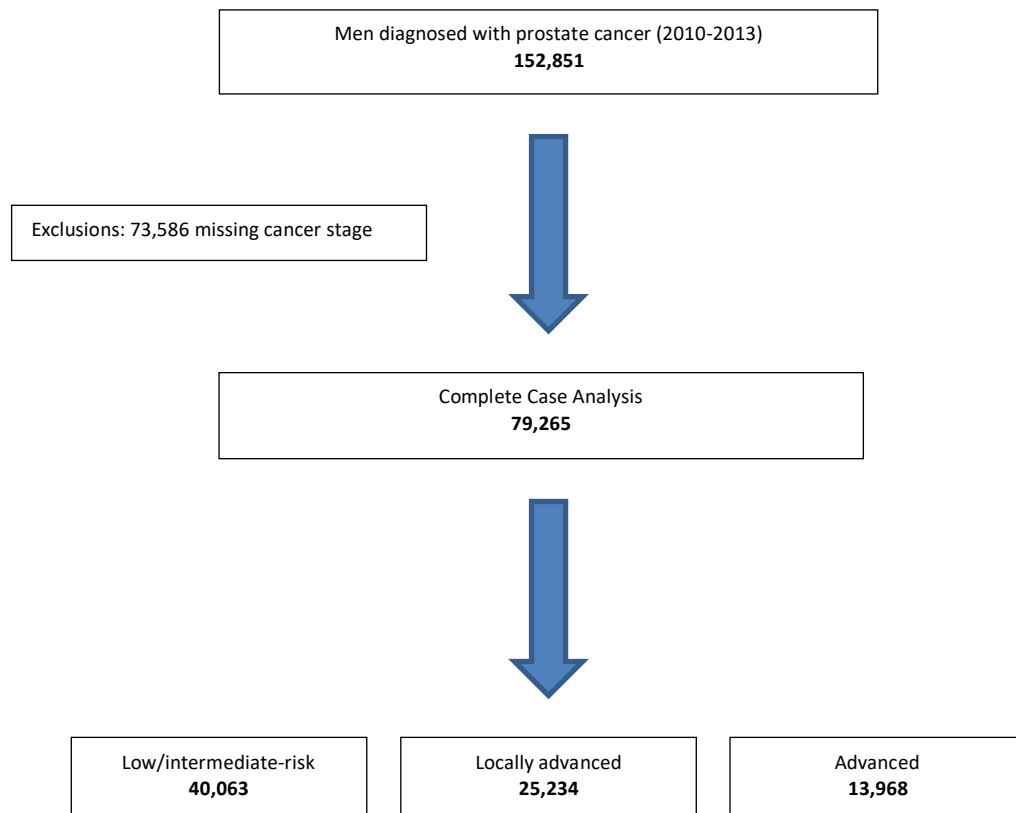 Men diagnosed with prostate cancer (2010-2013)
152,851
Exclusions: 73,586 missing cancer stage
Complete Case Analysis
79,265
Low/intermediate-risk
40,063
Locally advanced
25,234
Advanced
13,968